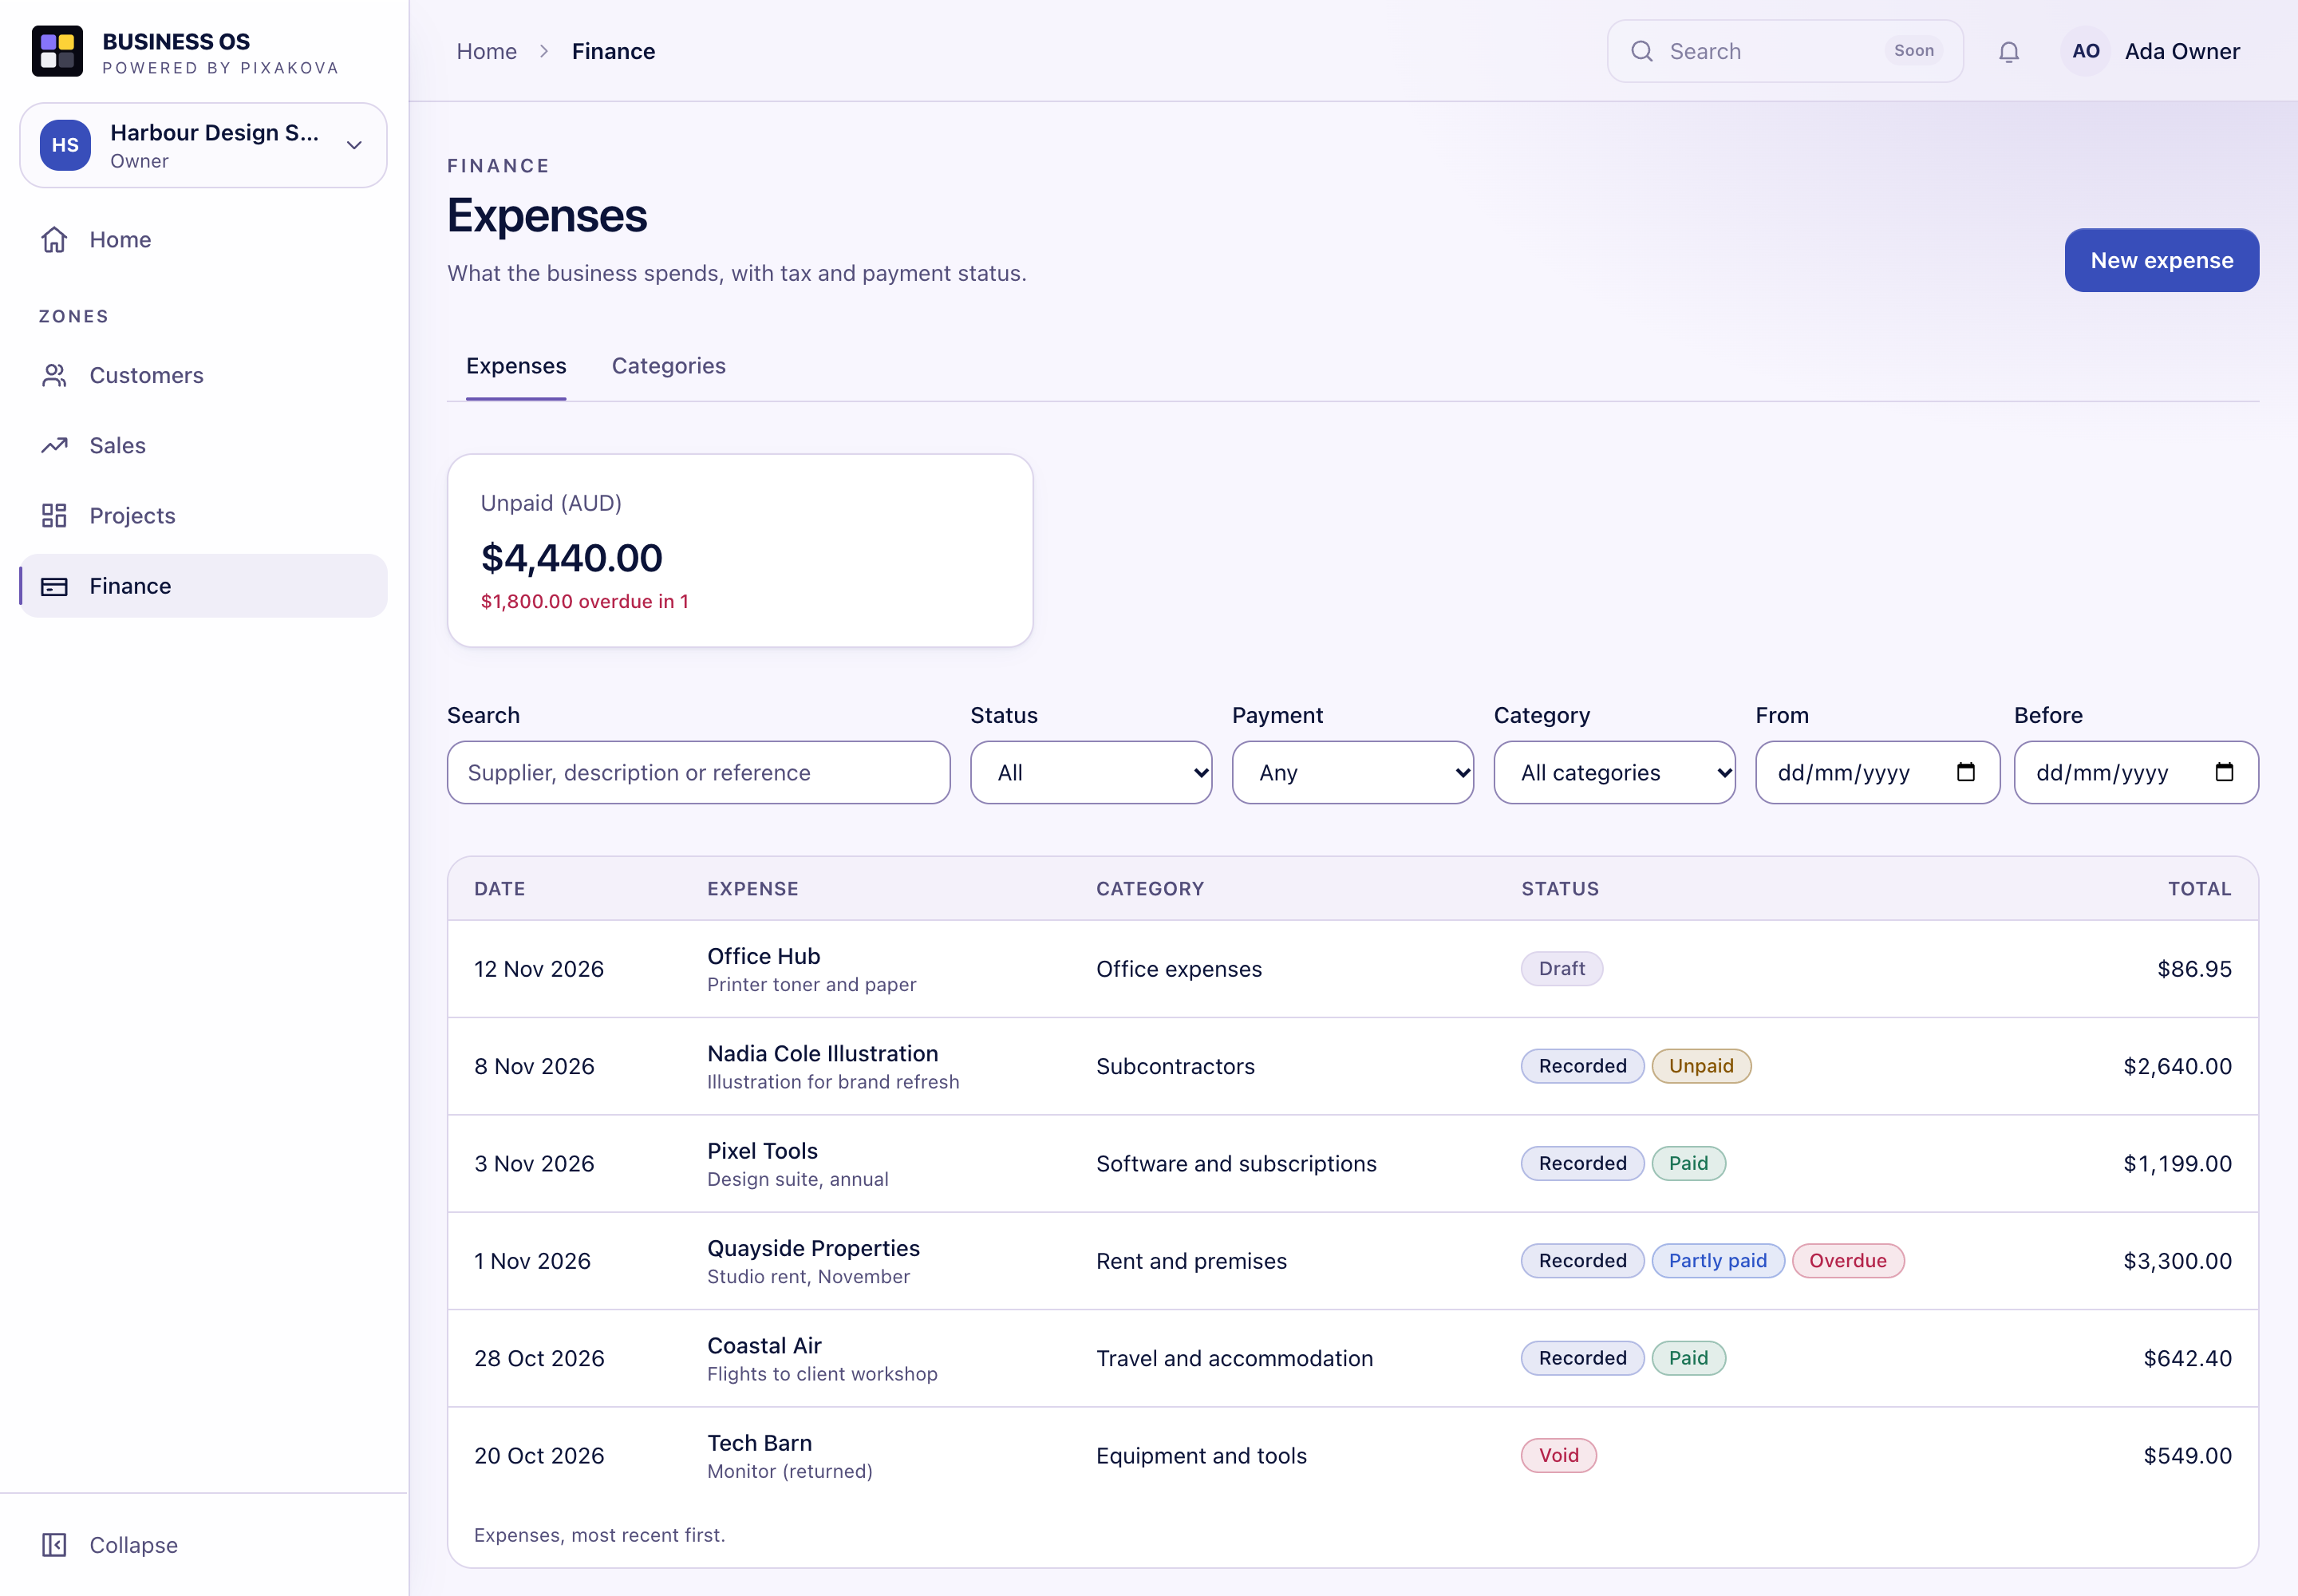 BUSINESS OS
POWERED BY PIXAKOVA
HS
Harbour Design S...
Owner
Home
ZONES
Customers
Sales
Projects
Finance
Collapse
Home > Finance
Search
Soon
AO
Ada Owner
FINANCE
Expenses
What the business spends, with tax and payment status.
New expense
Expenses
Categories
Unpaid (AUD)
$4,440.00
$1,800.00 overdue in 1
Search
Status
Payment
Category
From
Before
Supplier, description or reference
All
Any
All categories
dd/mm/yyyy
dd/mm/yyyy
DATE EXPENSE CATEGORY STATUS TOTAL
12 Nov 2026 Office Hub Office expenses Draft $86.95
Printer toner and paper
8 Nov 2026 Nadia Cole Illustration Subcontractors Recorded Unpaid $2,640.00
Illustration for brand refresh
3 Nov 2026 Pixel Tools Software and subscriptions Recorded Paid $1,199.00
Design suite, annual
1 Nov 2026 Quayside Properties Rent and premises Recorded Partly paid Overdue $3,300.00
Studio rent, November
28 Oct 2026 Coastal Air Travel and accommodation Recorded Paid $642.40
Flights to client workshop
20 Oct 2026 Tech Barn Equipment and tools Void $549.00
Monitor (returned)
Expenses, most recent first.